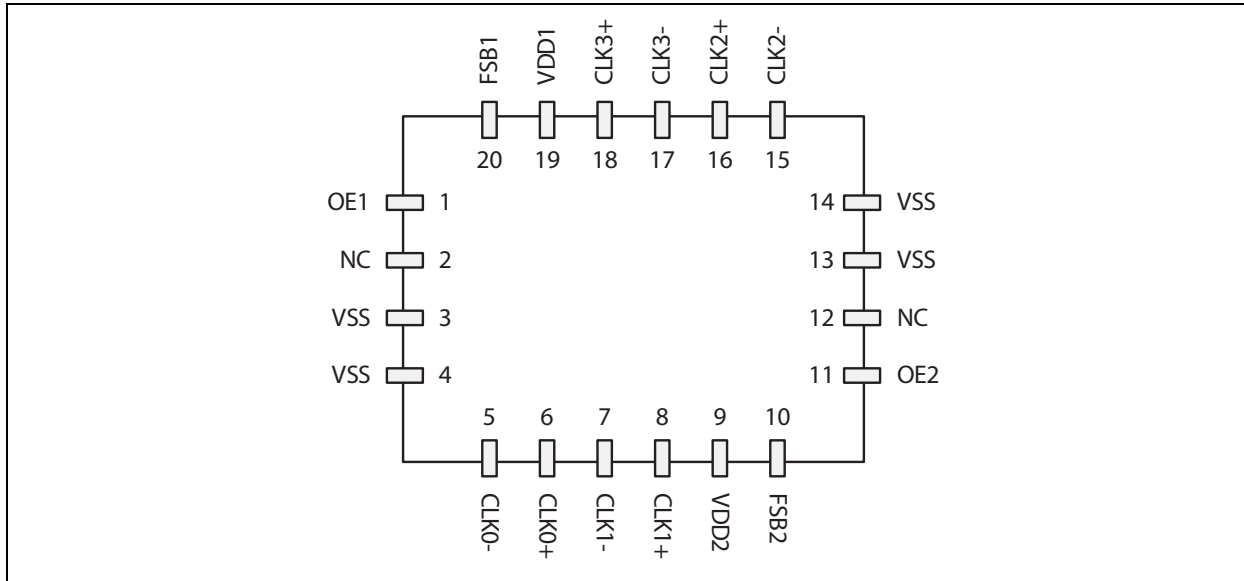 FSB1 VDD1 CLK3+ CLK3- CLK2+ CLK2-
20 19 18 17 16 15
OE1 1 14 VSS
NC 2 13 VSS
VSS 3 12 NC
VSS 4 11 OE2
5 6 7 8 9 10
CLK0- CLK0+ CLK1- CLK1+ VDD2 FSB2